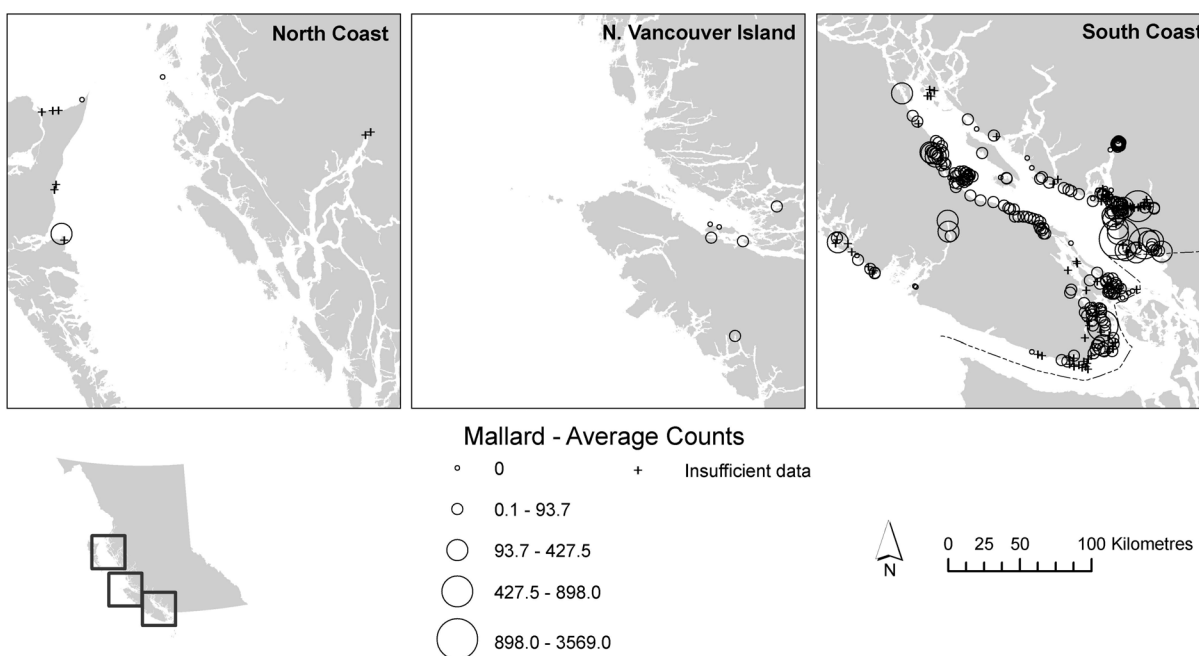 North Coast
N. Vancouver Island
South Coast
Mallard - Average Counts
0
Insufficient data
0.1 - 93.7
93.7 - 427.5
427.5 - 898.0
898.0 - 3569.0
N
0 25 50 100 Kilometres